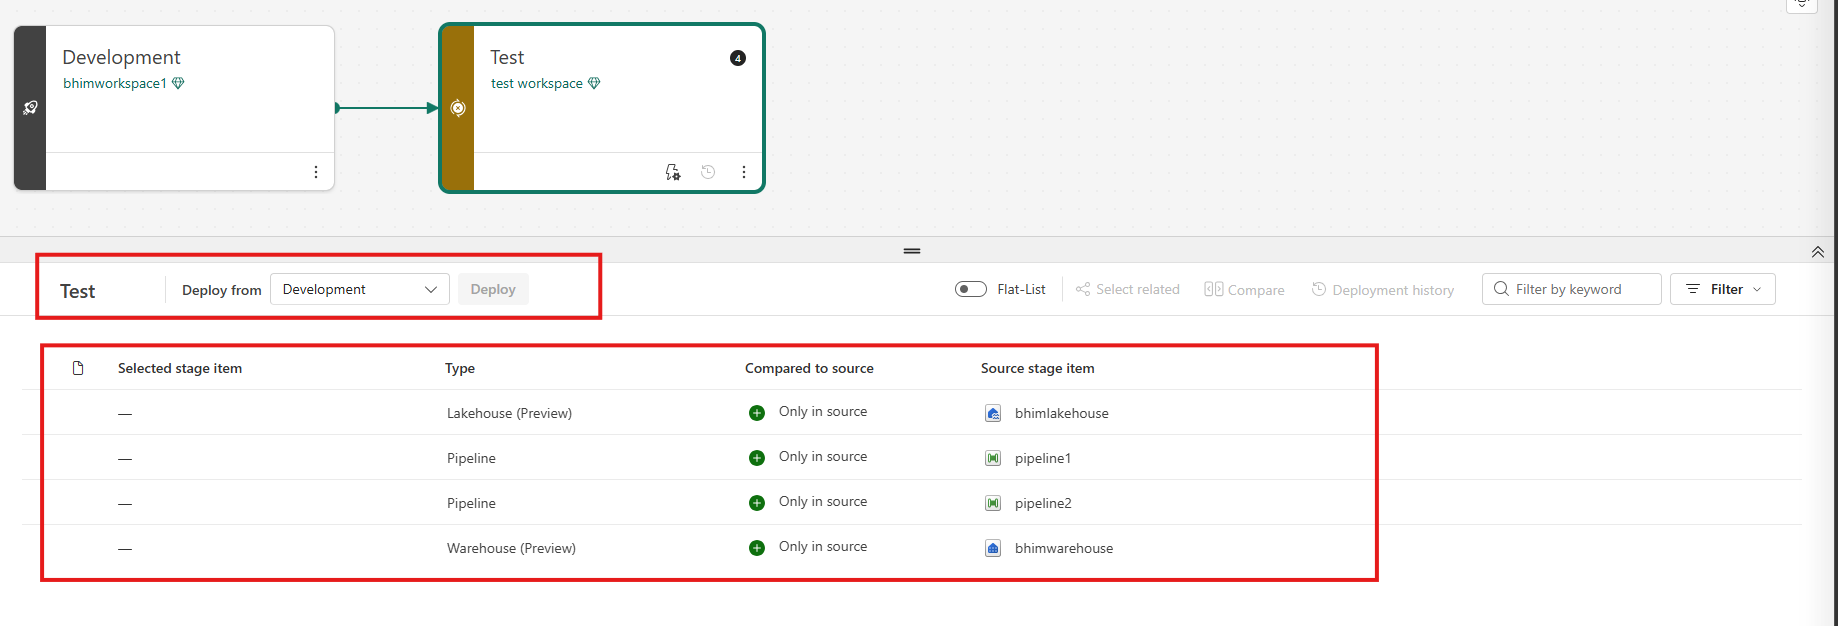 Development
bhimworkspace1
Test
4
test workspace
Test
Deploy from
Development
Deploy
Flat-List
Select related
Compare
Deployment history
Filter by keyword
Filter
Selected stage item
Type
Compared to source
Source stage item
— Lakehouse (Preview) Only in source bhimlakehouse
— Pipeline Only in source pipeline1
— Pipeline Only in source pipeline2
— Warehouse (Preview) Only in source bhimwarehouse